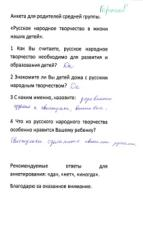 Анкета для родителей средней группы.
«Русское народное творчество в жизни
наших детей».
1 Как Вы считаете, русское народное
творчество необходимо для развития и
образования детей? Да
2 Знакомите ли Вы детей дома с русским
народным творчеством? Да
3 С каким именно, назовите:
4 Что из русского народного творчества
особенно нравится Вашему ребенку?
Рекомендуемые ответы для
анкетирования: «да», «нет», «иногда».
Благодарю за оказанное внимание.